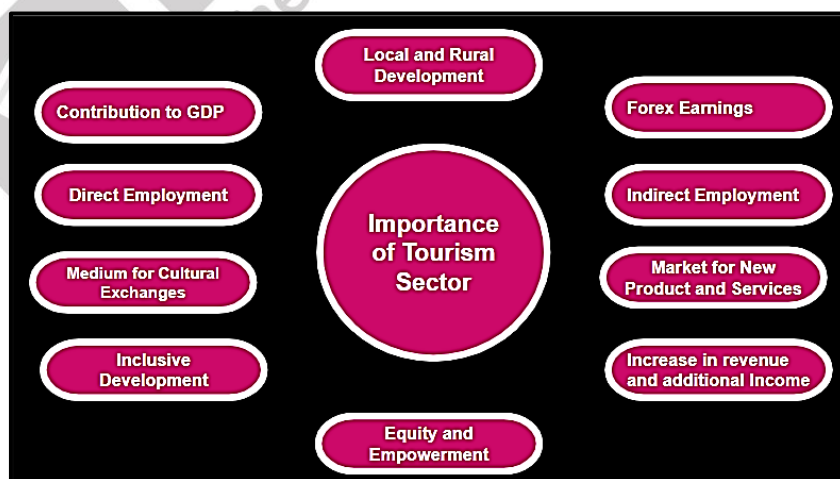 Local and Rural
Development
Contribution to GDP
Forex Earnings
Direct Employment
Indirect Employment
Importance
of Tourism
Sector
Medium for Cultural
Exchanges
Market for New
Product and Services
Inclusive
Development
Increase in revenue
and additional Income
Equity and
Empowerment